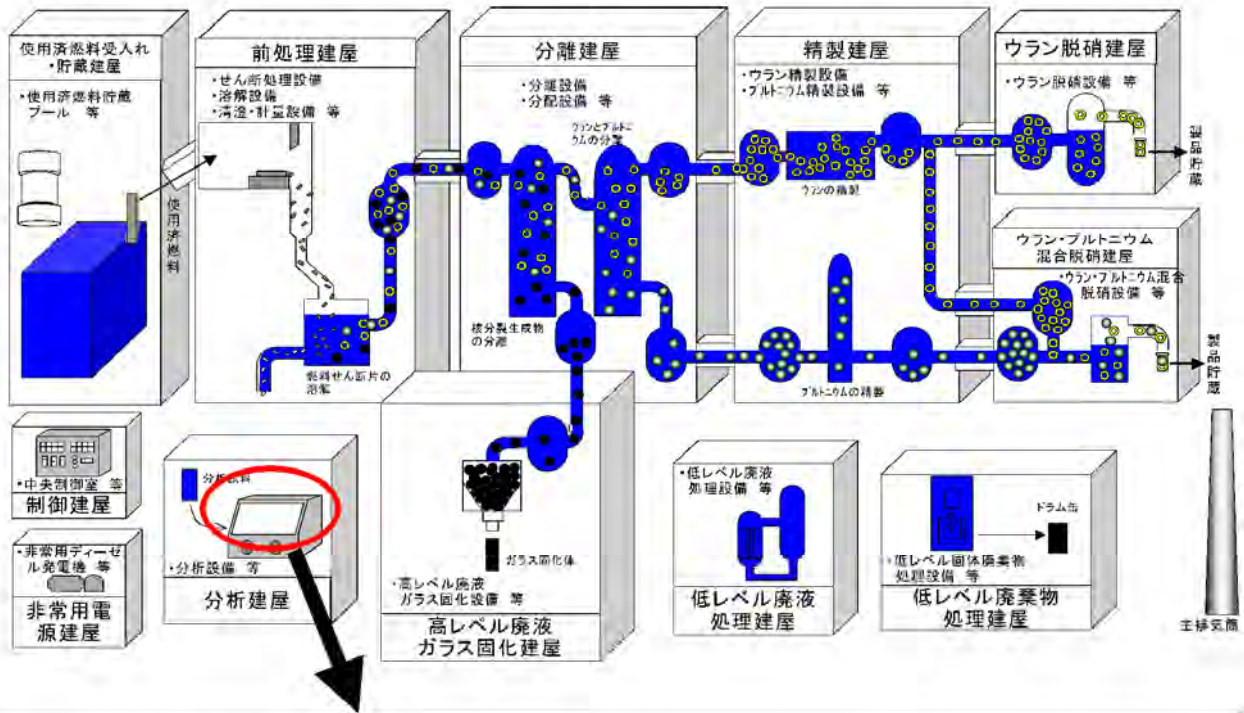 使用済燃料受入れ
・貯蔵建屋
・使用済燃料貯蔵
プール 等
使用済燃料
前処理建屋
・せん断処理設備
・溶解設備
・清澄・計量設備 等
燃料せん断片の
溶解
分離建屋
・分離設備
・分配設備 等
ウランとプルトニ
ウムの分離
核分裂生成物
の分離
精製建屋
・ウラン精製設備
・プルトニウム精製設備 等
ウランの精製
プルトニウムの精製
ウラン脱硝建屋
・ウラン脱硝設備 等
製品貯蔵
ウラン・プルトニウム
混合脱硝建屋
・ウラン・プルトニウム混合
脱硝設備 等
製品貯蔵
・中央制御室 等
制御建屋
・非常用ディーゼ
ル発電機 等
非常用電
源建屋
分析試料
・分析設備 等
分析建屋
ガラス固化体
・高レベル廃液
ガラス固化設備 等
高レベル廃液
ガラス固化建屋
・低レベル廃液
処理設備 等
低レベル廃液
処理建屋
ドラム缶
・低レベル固体廃棄物
処理設備 等
低レベル廃棄物
処理建屋
主排気筒